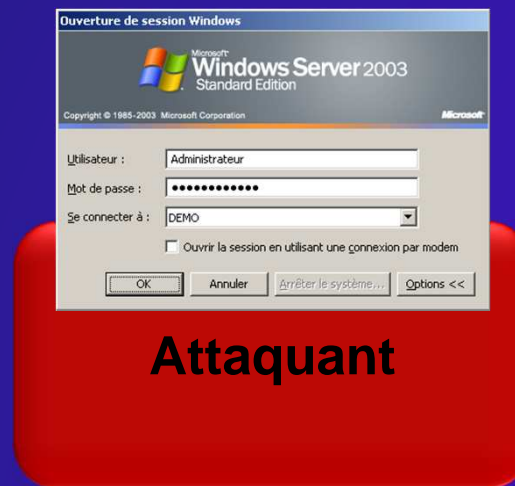 Ouverture de session Windows
Microsoft
Windows Server 2003
Standard Edition
Copyright © 1985-2003 Microsoft Corporation
Microsoft
Utilisateur :
Administrateur
Mot de passe :
●●●●●●●●●●●●
Se connecter à :
DEMO
Ouvrir la session en utilisant une connexion par modem
OK
Annuler
Arrêter le système...
Options <<
Attaquant